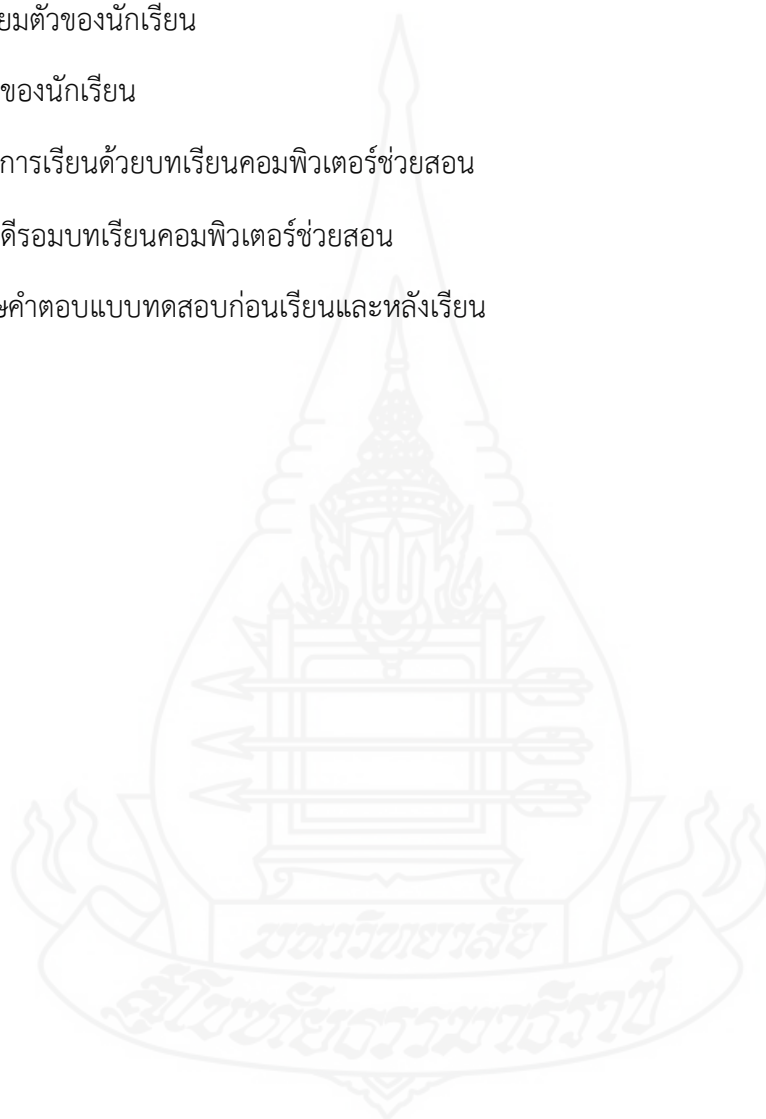 ยมตัวของนักเรียน
ของนักเรียน
การเรียนด้วยบทเรียนคอมพิวเตอร์ช่วยสอน
ดีรอมบทเรียนคอมพิวเตอร์ช่วยสอน
ษคำตอบแบบทดสอบก่อนเรียนและหลังเรียน
มหาวิทยาลัย
สุโขทัยธรรมาธิราช